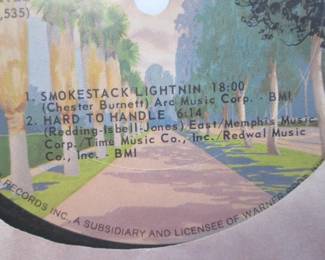 ,535)
1. SMOKESTACK LIGHTNIN 18:00
(Chester Burnett) Arc Music Corp. - BMI
2. HARD TO HANDLE 6:14
(Redding-Isbell-Jones) East/Memphis Music
Corp./Time Music Co., Inc./Redwal Music
Co., Inc. - BMI
RECORDS INC., A SUBSIDIARY AND LICENSEE OF WARNER